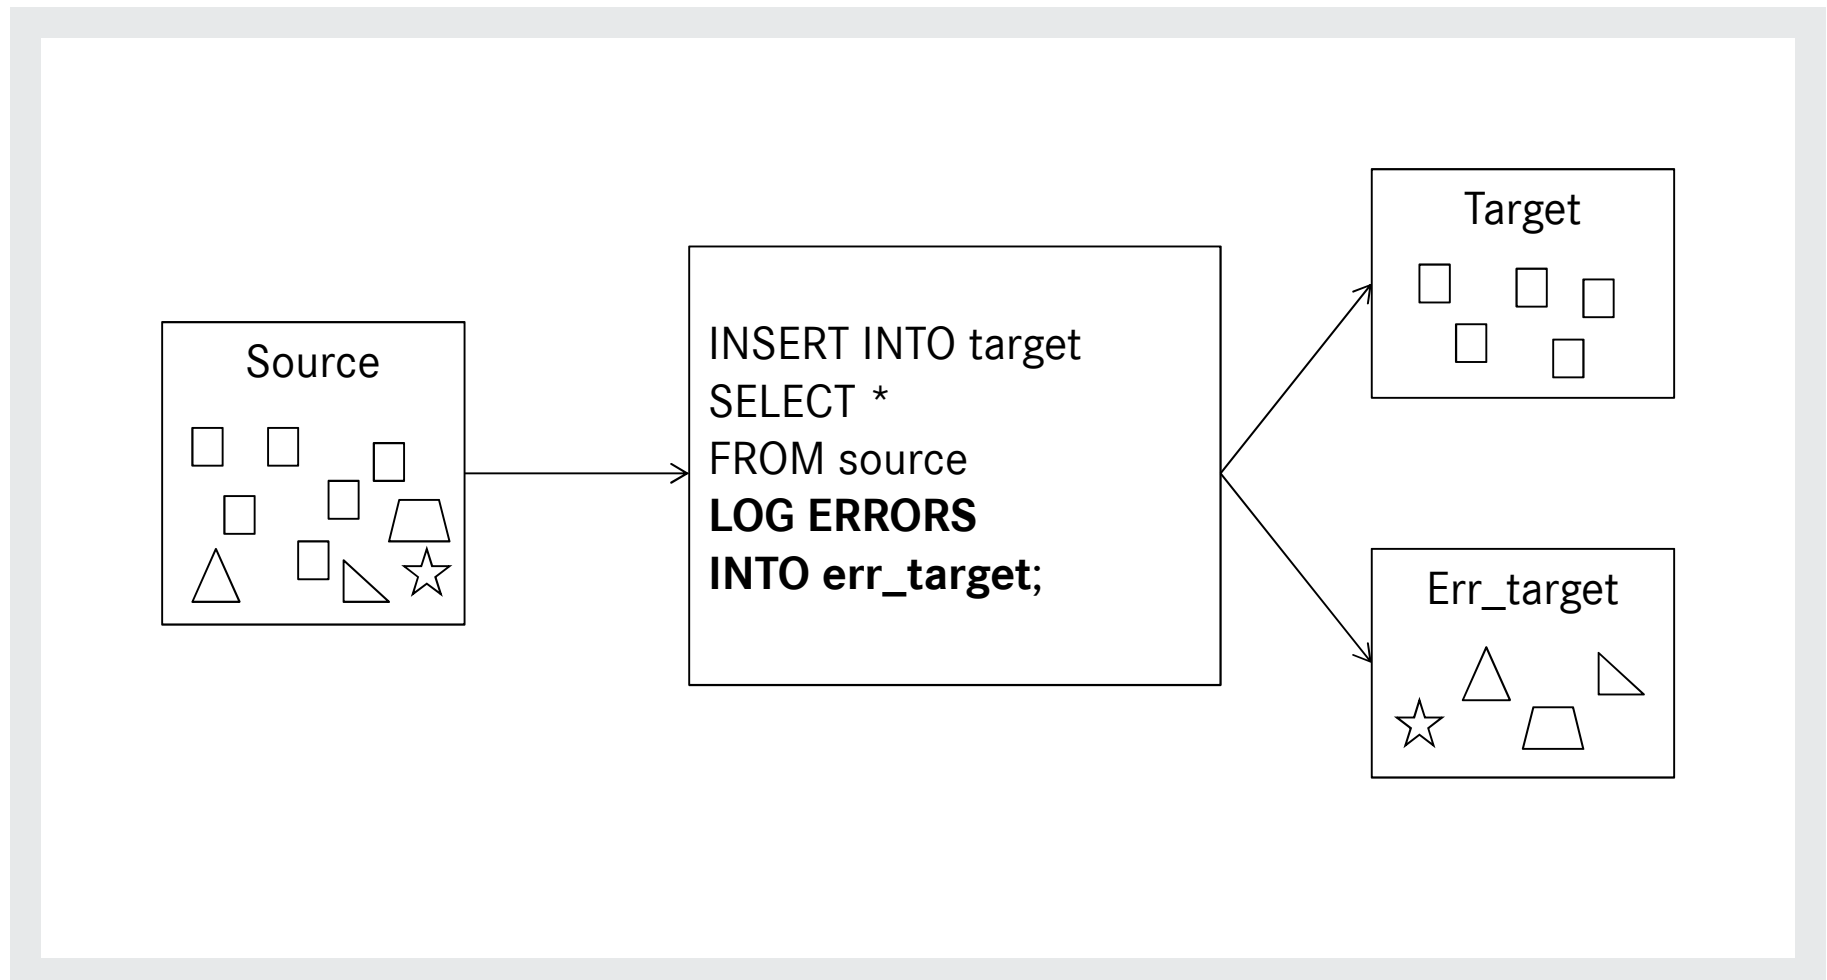 Source
INSERT INTO target
SELECT *
FROM source
LOG ERRORS
INTO err_target;
Target
Err_target